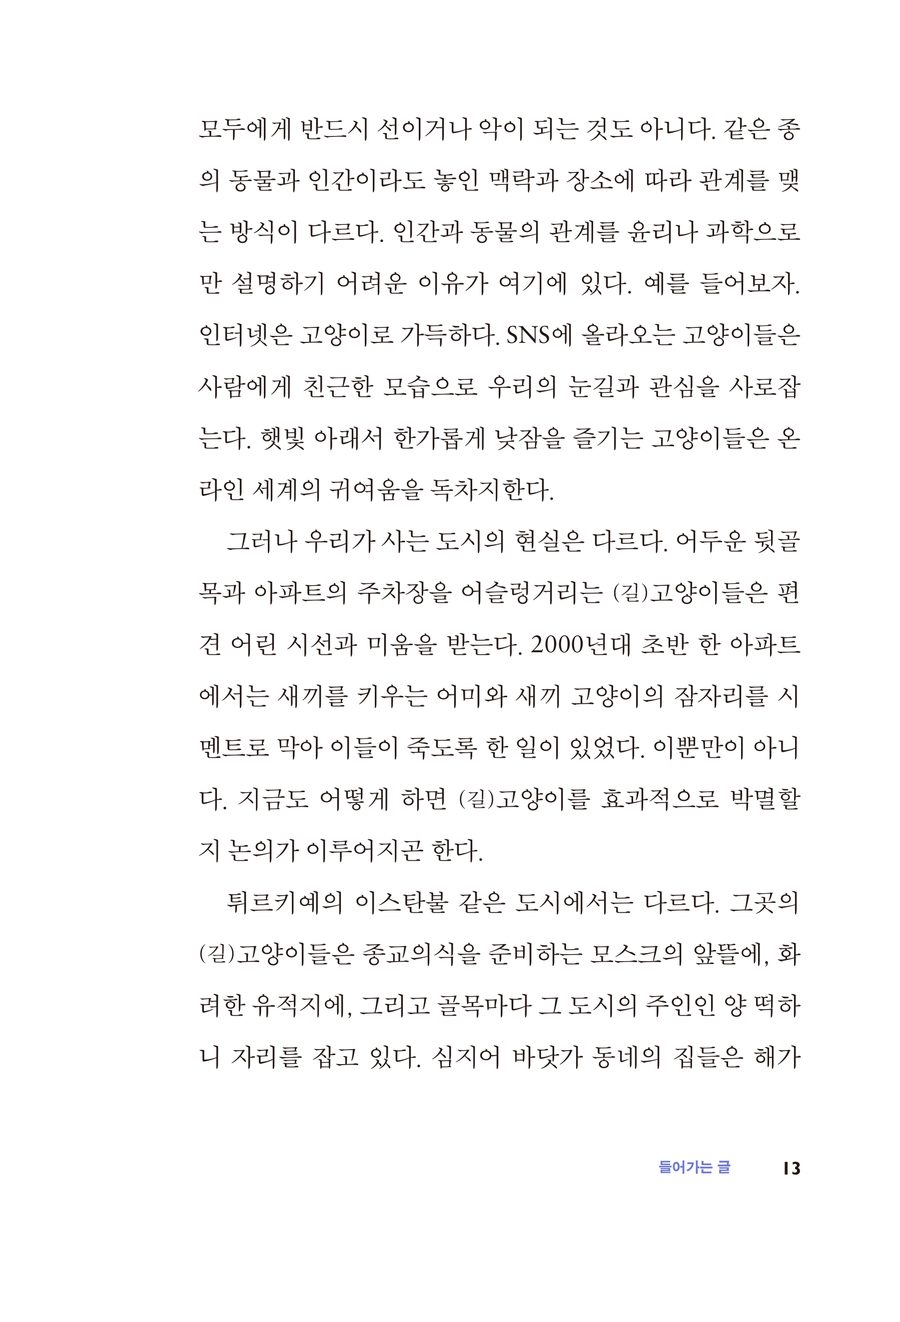 모두에게 반드시 선이거나 악이 되는 것도 아니다. 같은 종
의 동물과 인간이라도 놓인 맥락과 장소에 따라 관계를 맺
는 방식이 다르다. 인간과 동물의 관계를 윤리나 과학으로
만 설명하기 어려운 이유가 여기에 있다. 예를 들어보자.
인터넷은 고양이로 가득하다. SNS에 올라오는 고양이들은
사람에게 친근한 모습으로 우리의 눈길과 관심을 사로잡
는다. 햇빛 아래서 한가롭게 낮잠을 즐기는 고양이들은 온
라인 세계의 귀여움을 독차지한다.
그러나 우리가 사는 도시의 현실은 다르다. 어두운 뒷골
목과 아파트의 주차장을 어슬렁거리는 (길)고양이들은 편
견 어린 시선과 미움을 받는다. 2000년대 초반 한 아파트
에서는 새끼를 키우는 어미와 새끼 고양이의 잠자리를 시
멘트로 막아 이들이 죽도록 한 일이 있었다. 이뿐만이 아니
다. 지금도 어떻게 하면 (길)고양이를 효과적으로 박멸할
지 논의가 이루어지곤 한다.
튀르키예의 이스탄불 같은 도시에서는 다르다. 그곳의
(길)고양이들은 종교의식을 준비하는 모스크의 앞뜰에, 화
려한 유적지에, 그리고 골목마다 그 도시의 주인인 양 떡하
니 자리를 잡고 있다. 심지어 바닷가 동네의 집들은 해가
들어가는 글 13